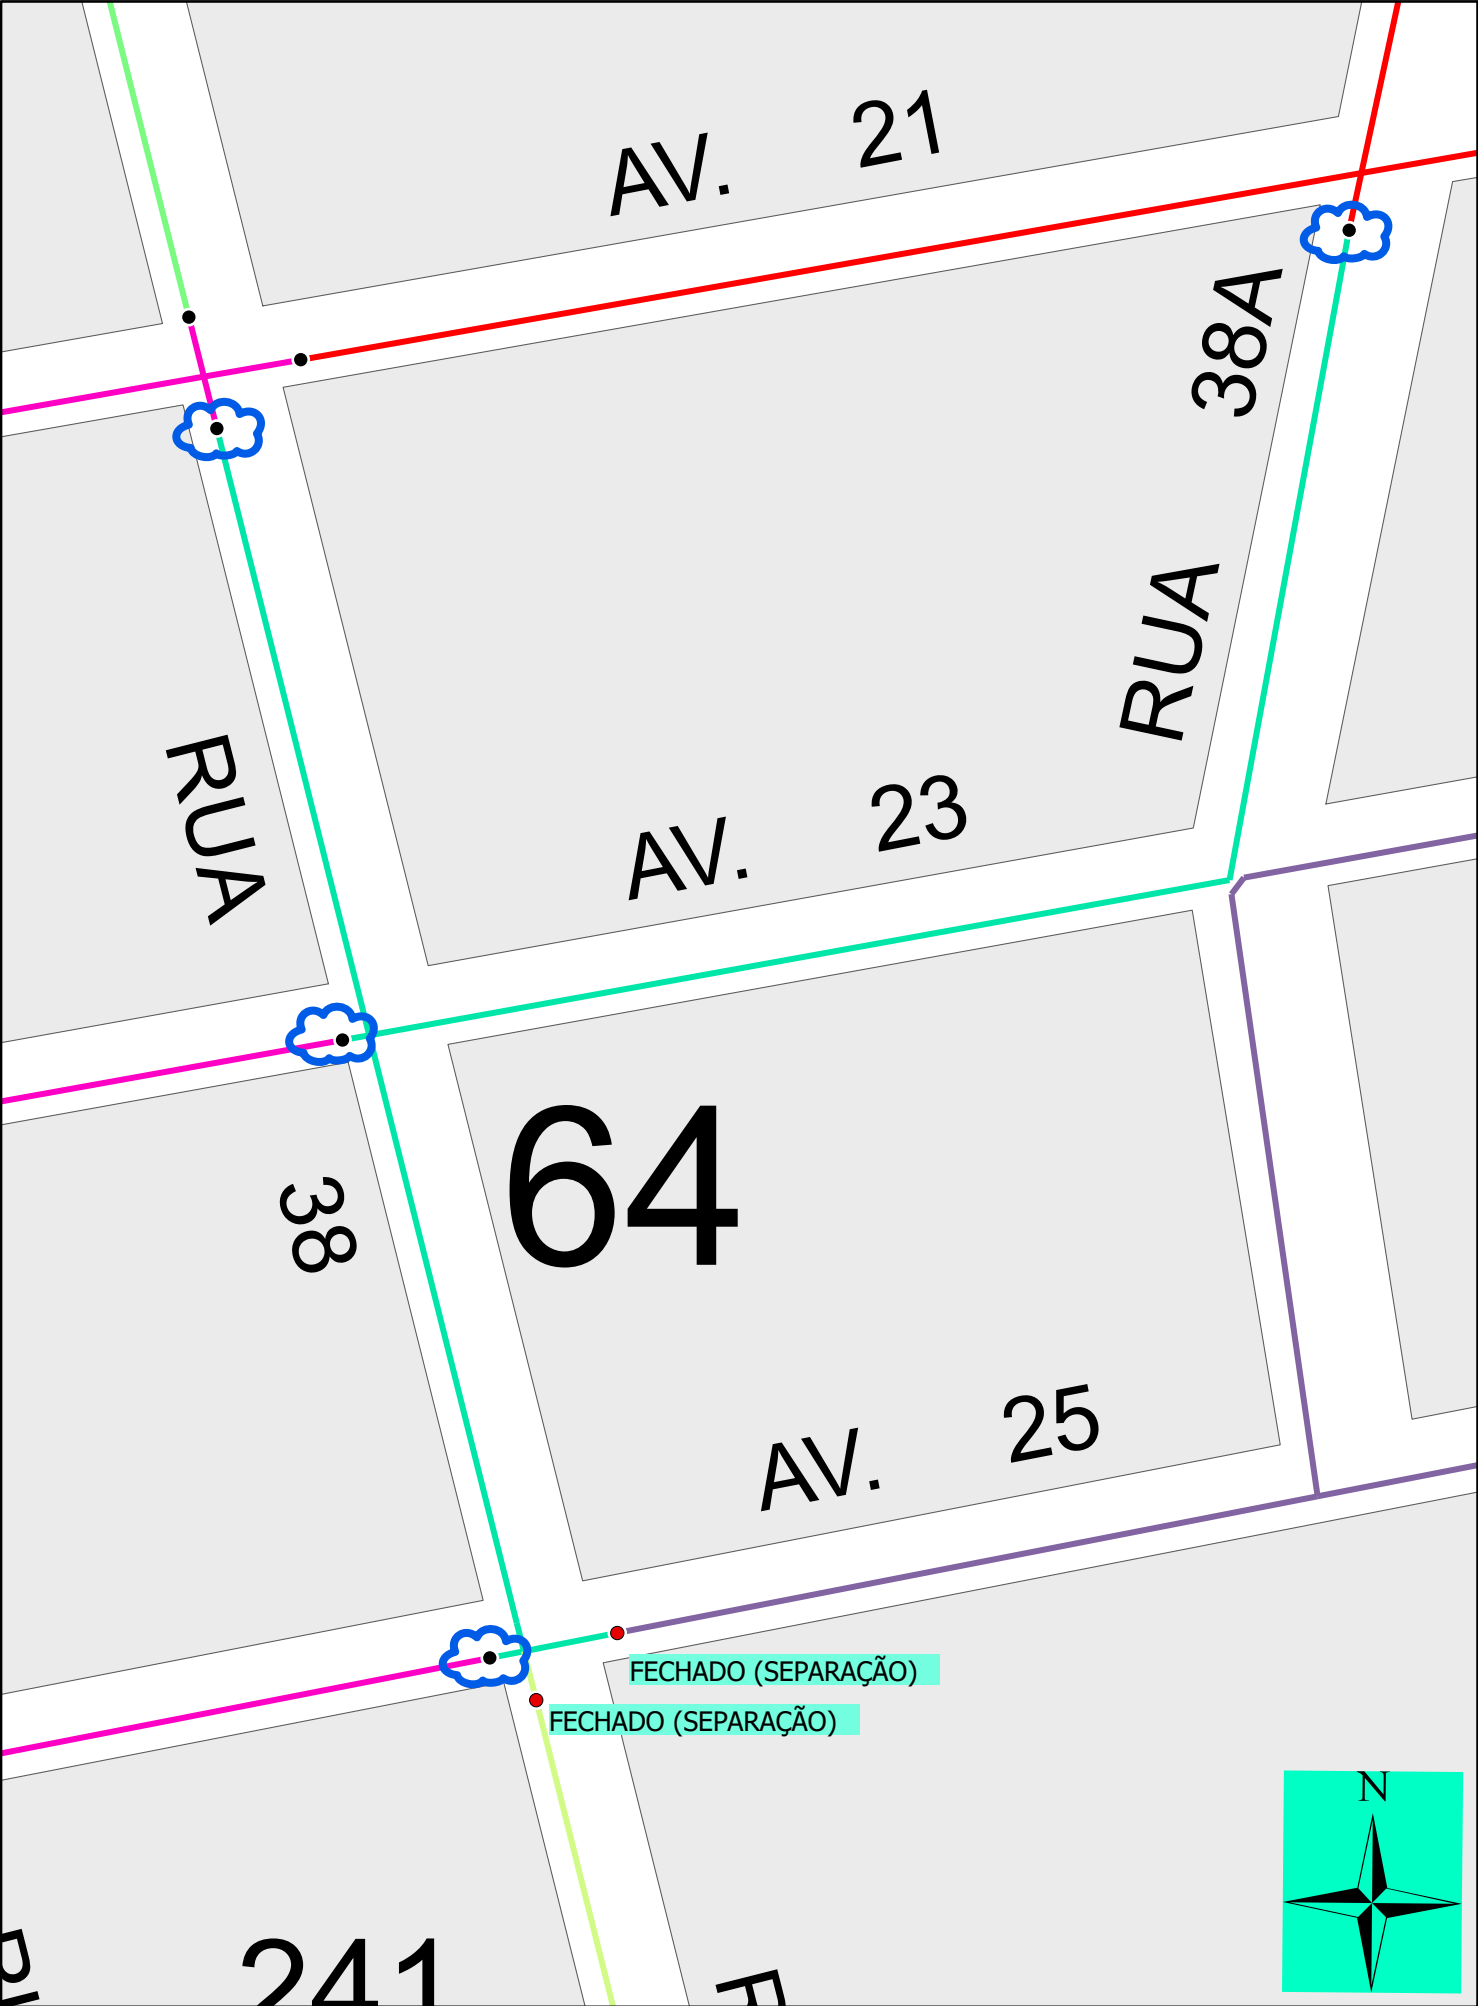 AV. 21
RUA 38A
AV. 23
RUA 38
64
AV. 25
FECHADO (SEPARAÇÃO)
FECHADO (SEPARAÇÃO)
N
241